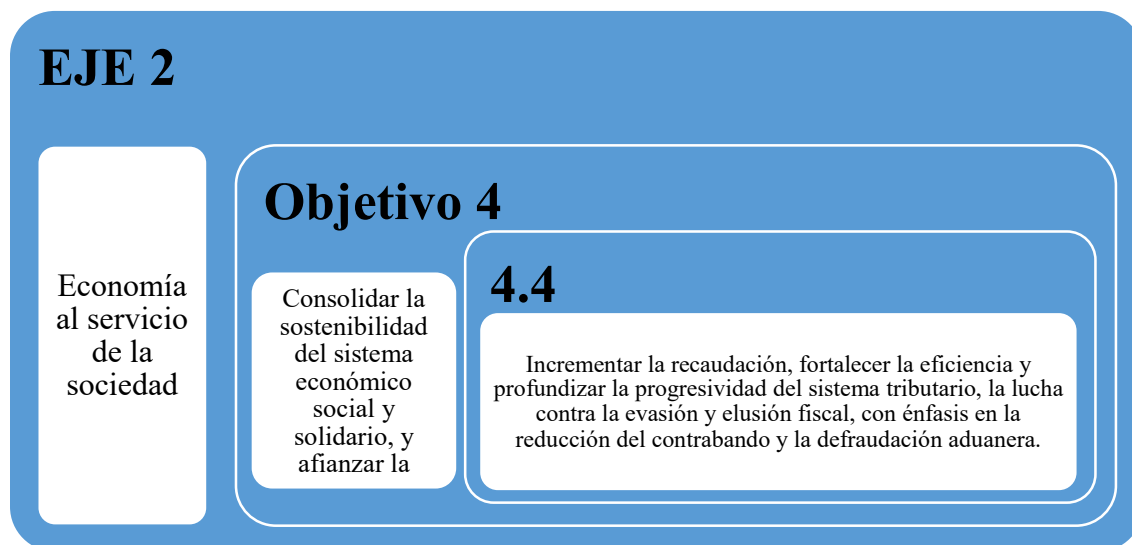 EJE 2
Economía
al servicio
de la
sociedad
Objetivo 4
Consolidar la
sostenibilidad
del sistema
económico
social y
solidario, y
afianzar la
4.4
Incrementar la recaudación, fortalecer la eficiencia y
profundizar la progresividad del sistema tributario, la lucha
contra la evasión y elusión fiscal, con énfasis en la
reducción del contrabando y la defraudación aduanera.